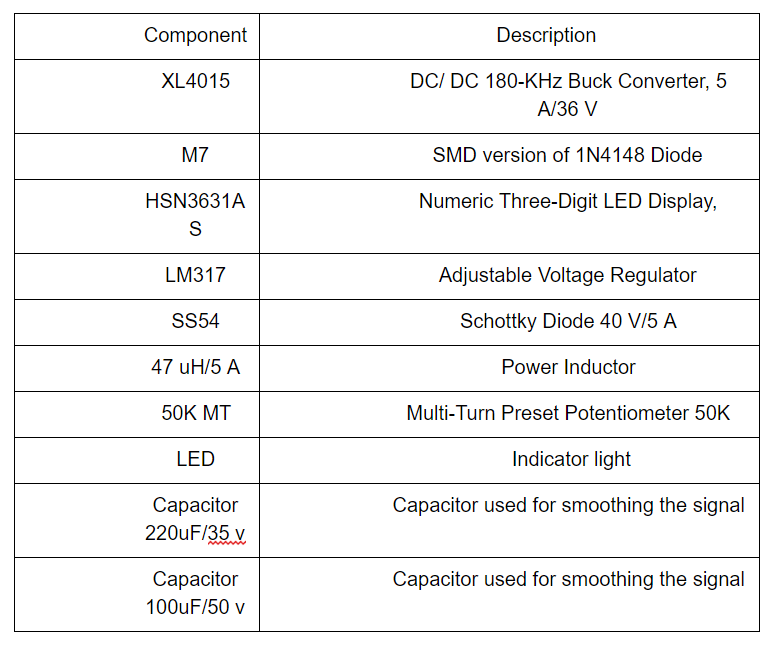 Component Description
XL4015 DC/ DC 180-KHz Buck Converter, 5
A/36 V
M7 SMD version of 1N4148 Diode
HSN3631A Numeric Three-Digit LED Display,
S
LM317 Adjustable Voltage Regulator
SS54 Schottky Diode 40 V/5 A
47 uH/5 A Power Inductor
50K MT Multi-Turn Preset Potentiometer 50K
LED Indicator light
Capacitor Capacitor used for smoothing the signal
220uF/35 v
Capacitor Capacitor used for smoothing the signal
100uF/50 v